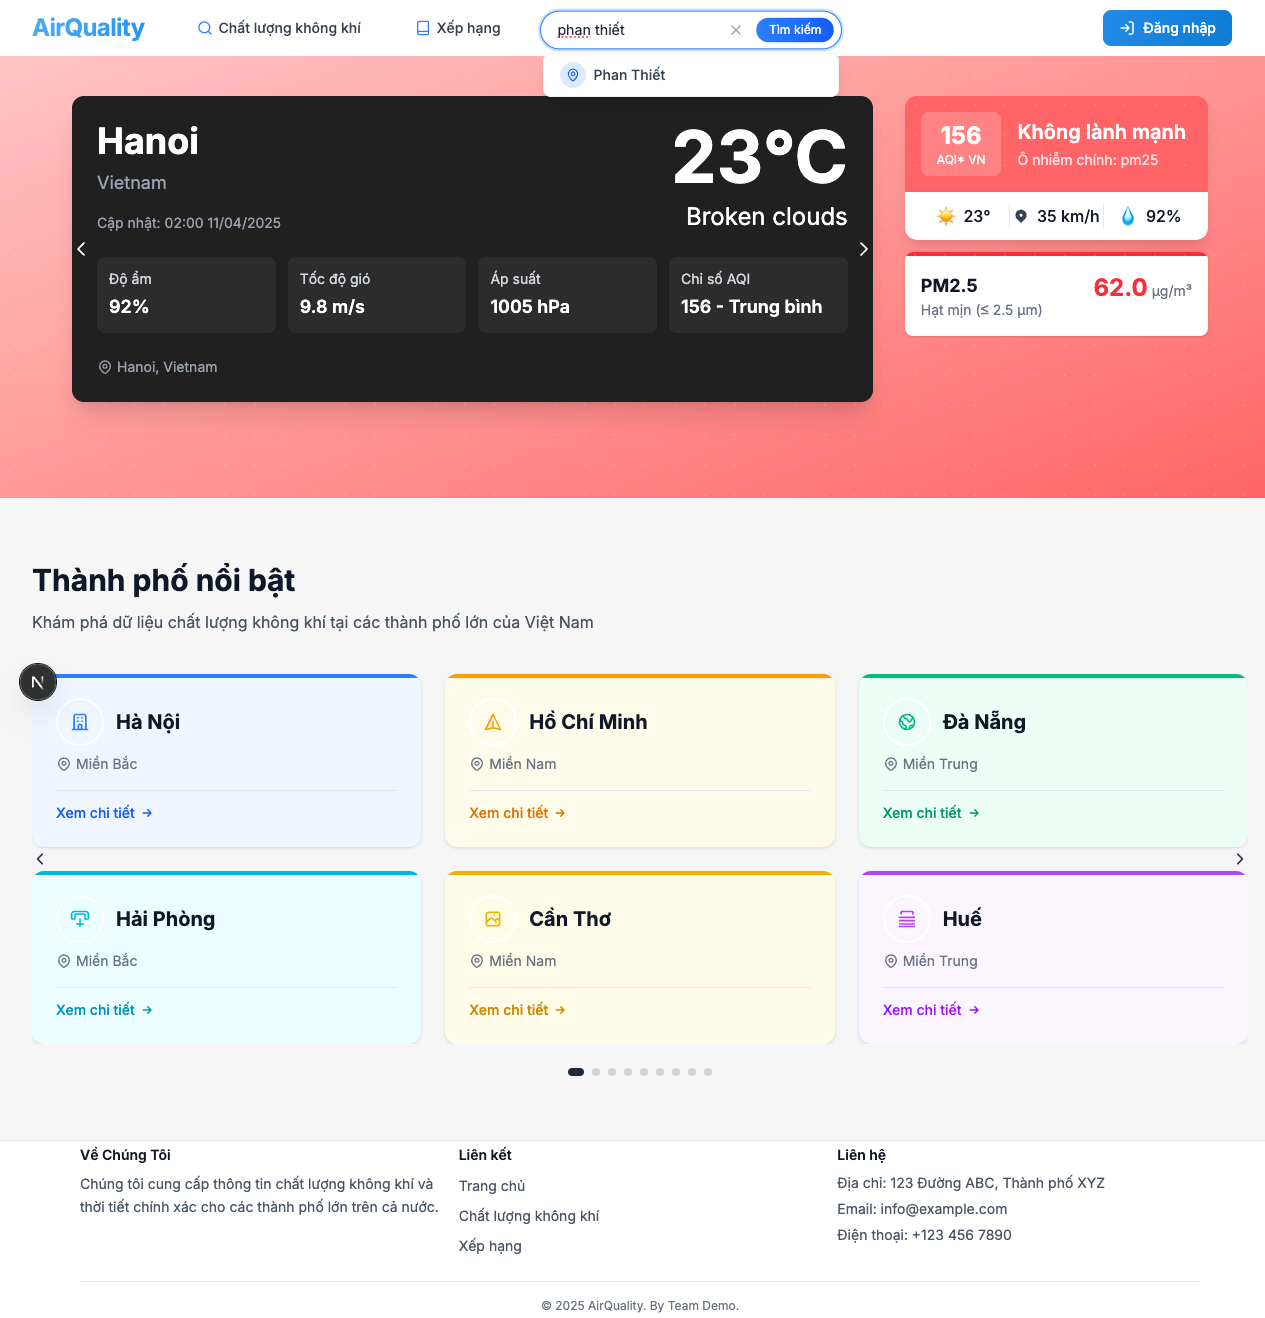 AirQuality
Chất lượng không khí
Xếp hạng
phan thiết
Tìm kiếm
Đăng nhập
Phan Thiết
Hanoi
Vietnam
Cập nhật: 02:00 11/04/2025
23°C
Broken clouds
Độ ẩm
92%
Tốc độ gió
9.8 m/s
Áp suất
1005 hPa
Chỉ số AQI
156 - Trung bình
Hanoi, Vietnam
156
AQI* VN
Không lành mạnh
Ô nhiễm chính: pm25
23°
35 km/h
92%
PM2.5
Hạt mịn (≤ 2.5 µm)
62.0 µg/m³
Thành phố nổi bật
Khám phá dữ liệu chất lượng không khí tại các thành phố lớn của Việt Nam
N
Hà Nội
Miền Bắc
Xem chi tiết →
Hồ Chí Minh
Miền Nam
Xem chi tiết →
Đà Nẵng
Miền Trung
Xem chi tiết →
Hải Phòng
Miền Bắc
Xem chi tiết →
Cần Thơ
Miền Nam
Xem chi tiết →
Huế
Miền Trung
Xem chi tiết →
Về Chúng Tôi
Chúng tôi cung cấp thông tin chất lượng không khí và
thời tiết chính xác cho các thành phố lớn trên cả nước.
Liên kết
Trang chủ
Chất lượng không khí
Xếp hạng
Liên hệ
Địa chỉ: 123 Đường ABC, Thành phố XYZ
Email: info@example.com
Điện thoại: +123 456 7890
© 2025 AirQuality. By Team Demo.